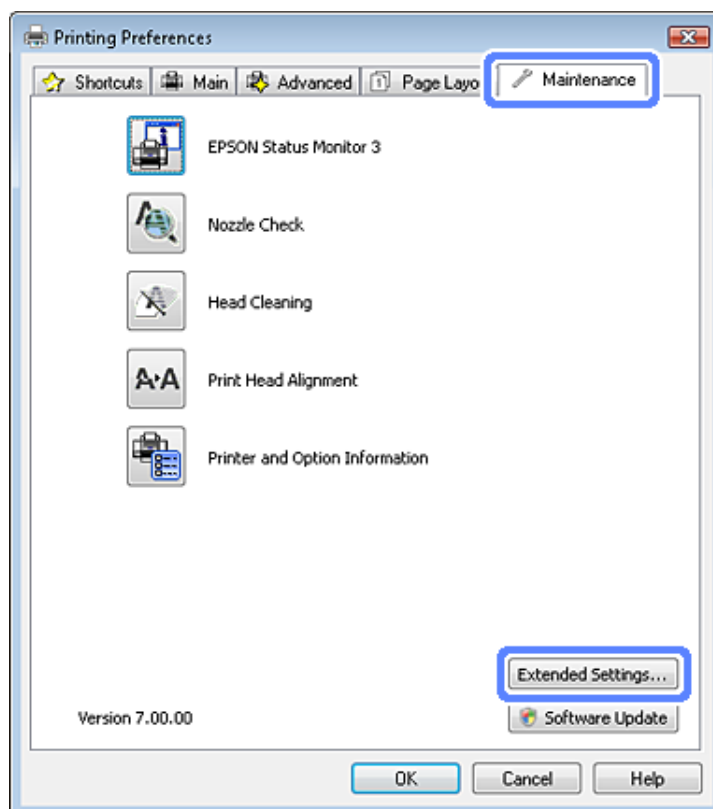 Printing Preferences
Shortcuts Main Advanced 1 Page Layo Maintenance
EPSON Status Monitor 3
Nozzle Check
Head Cleaning
A A Print Head Alignment
Printer and Option Information
Extended Settings...
Version 7.00.00 Software Update
OK Cancel Help